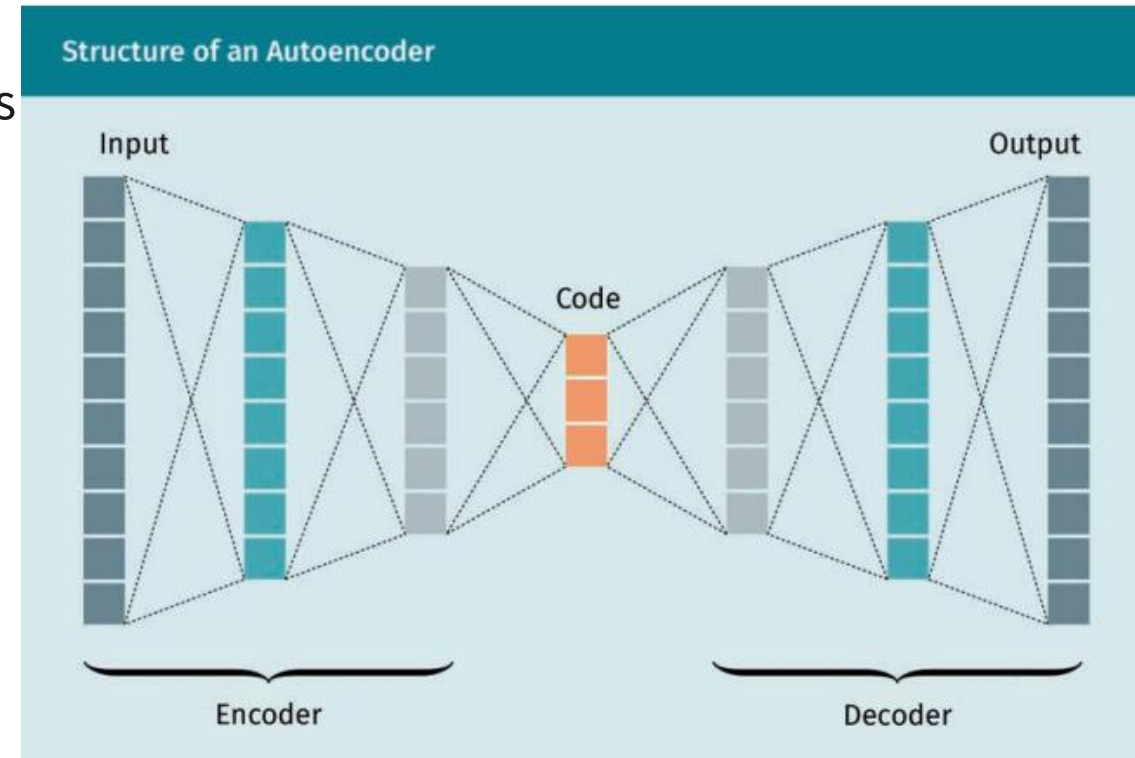 Structure of an Autoencoder
s
Input
Output
Code
Encoder
Decoder